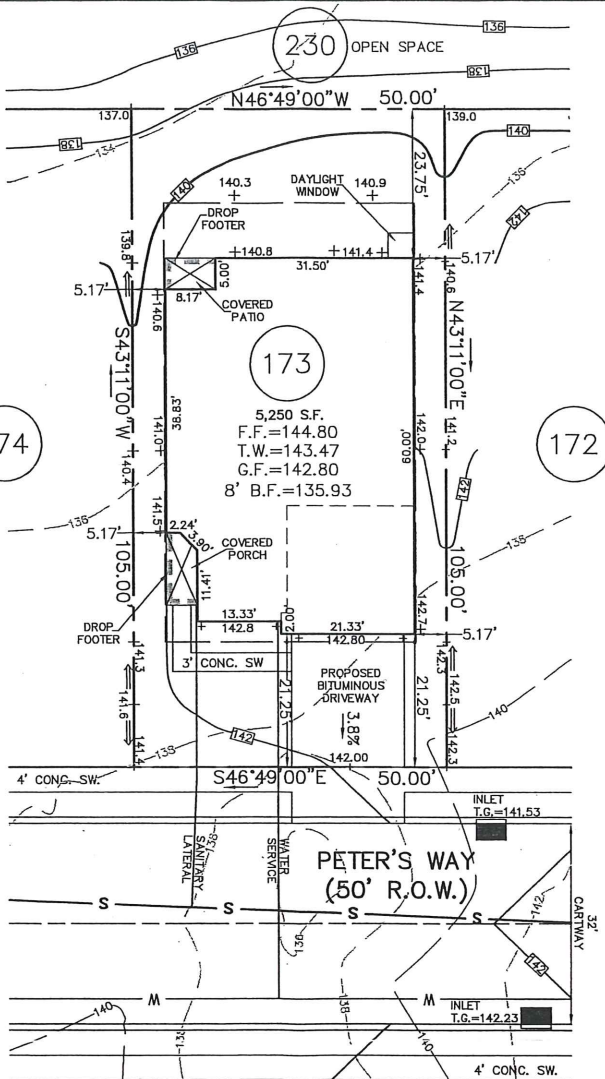 136
136
230 OPEN SPACE
138
138
N46°49'00"W 50.00'
137.0
139.0
138
140
134
136
140
140.3
DAYLIGHT
WINDOW
140.9
23.75'
142
DROP
FOOTER
139.8
140.8
31.50'
141.4
5.17'
141.4
140.6
5.17'
8.17'
5.00'
COVERED
PATIO
140.6
S43°11'00"W
N43°11'00"E
173
38.83'
5,250 S.F.
F.F.=144.80
T.W.=143.47
G.F.=142.80
8' B.F.=135.93
60.00'
74
172
141.0
140.4
142.0
141.2
142
136
141.5
5.17'
2.24'
3.90'
COVERED
PORCH
11.41'
138
105.00'
105.00'
DROP
FOOTER
13.33'
142.8
2.00'
21.33'
142.80
142.7
5.17'
142.3
3' CONC. SW
141.3
141.6
141.4
PROPOSED
BITUMINOUS
DRIVEWAY
21.25'
3.8%
21.25'
142.5
142.3
140
138
142
142.00
4' CONC. SW.
S46°49'00"E 50.00'
INLET
T.G.=141.53
SANITARY
LATERAL
138
WATER
SERVICE
PETER'S WAY
(50' R.O.W.)
S
S
S
S
142
32'
CARTWAY
142
W
W
140
138
INLET
T.G.=142.23
140
4' CONC. SW.